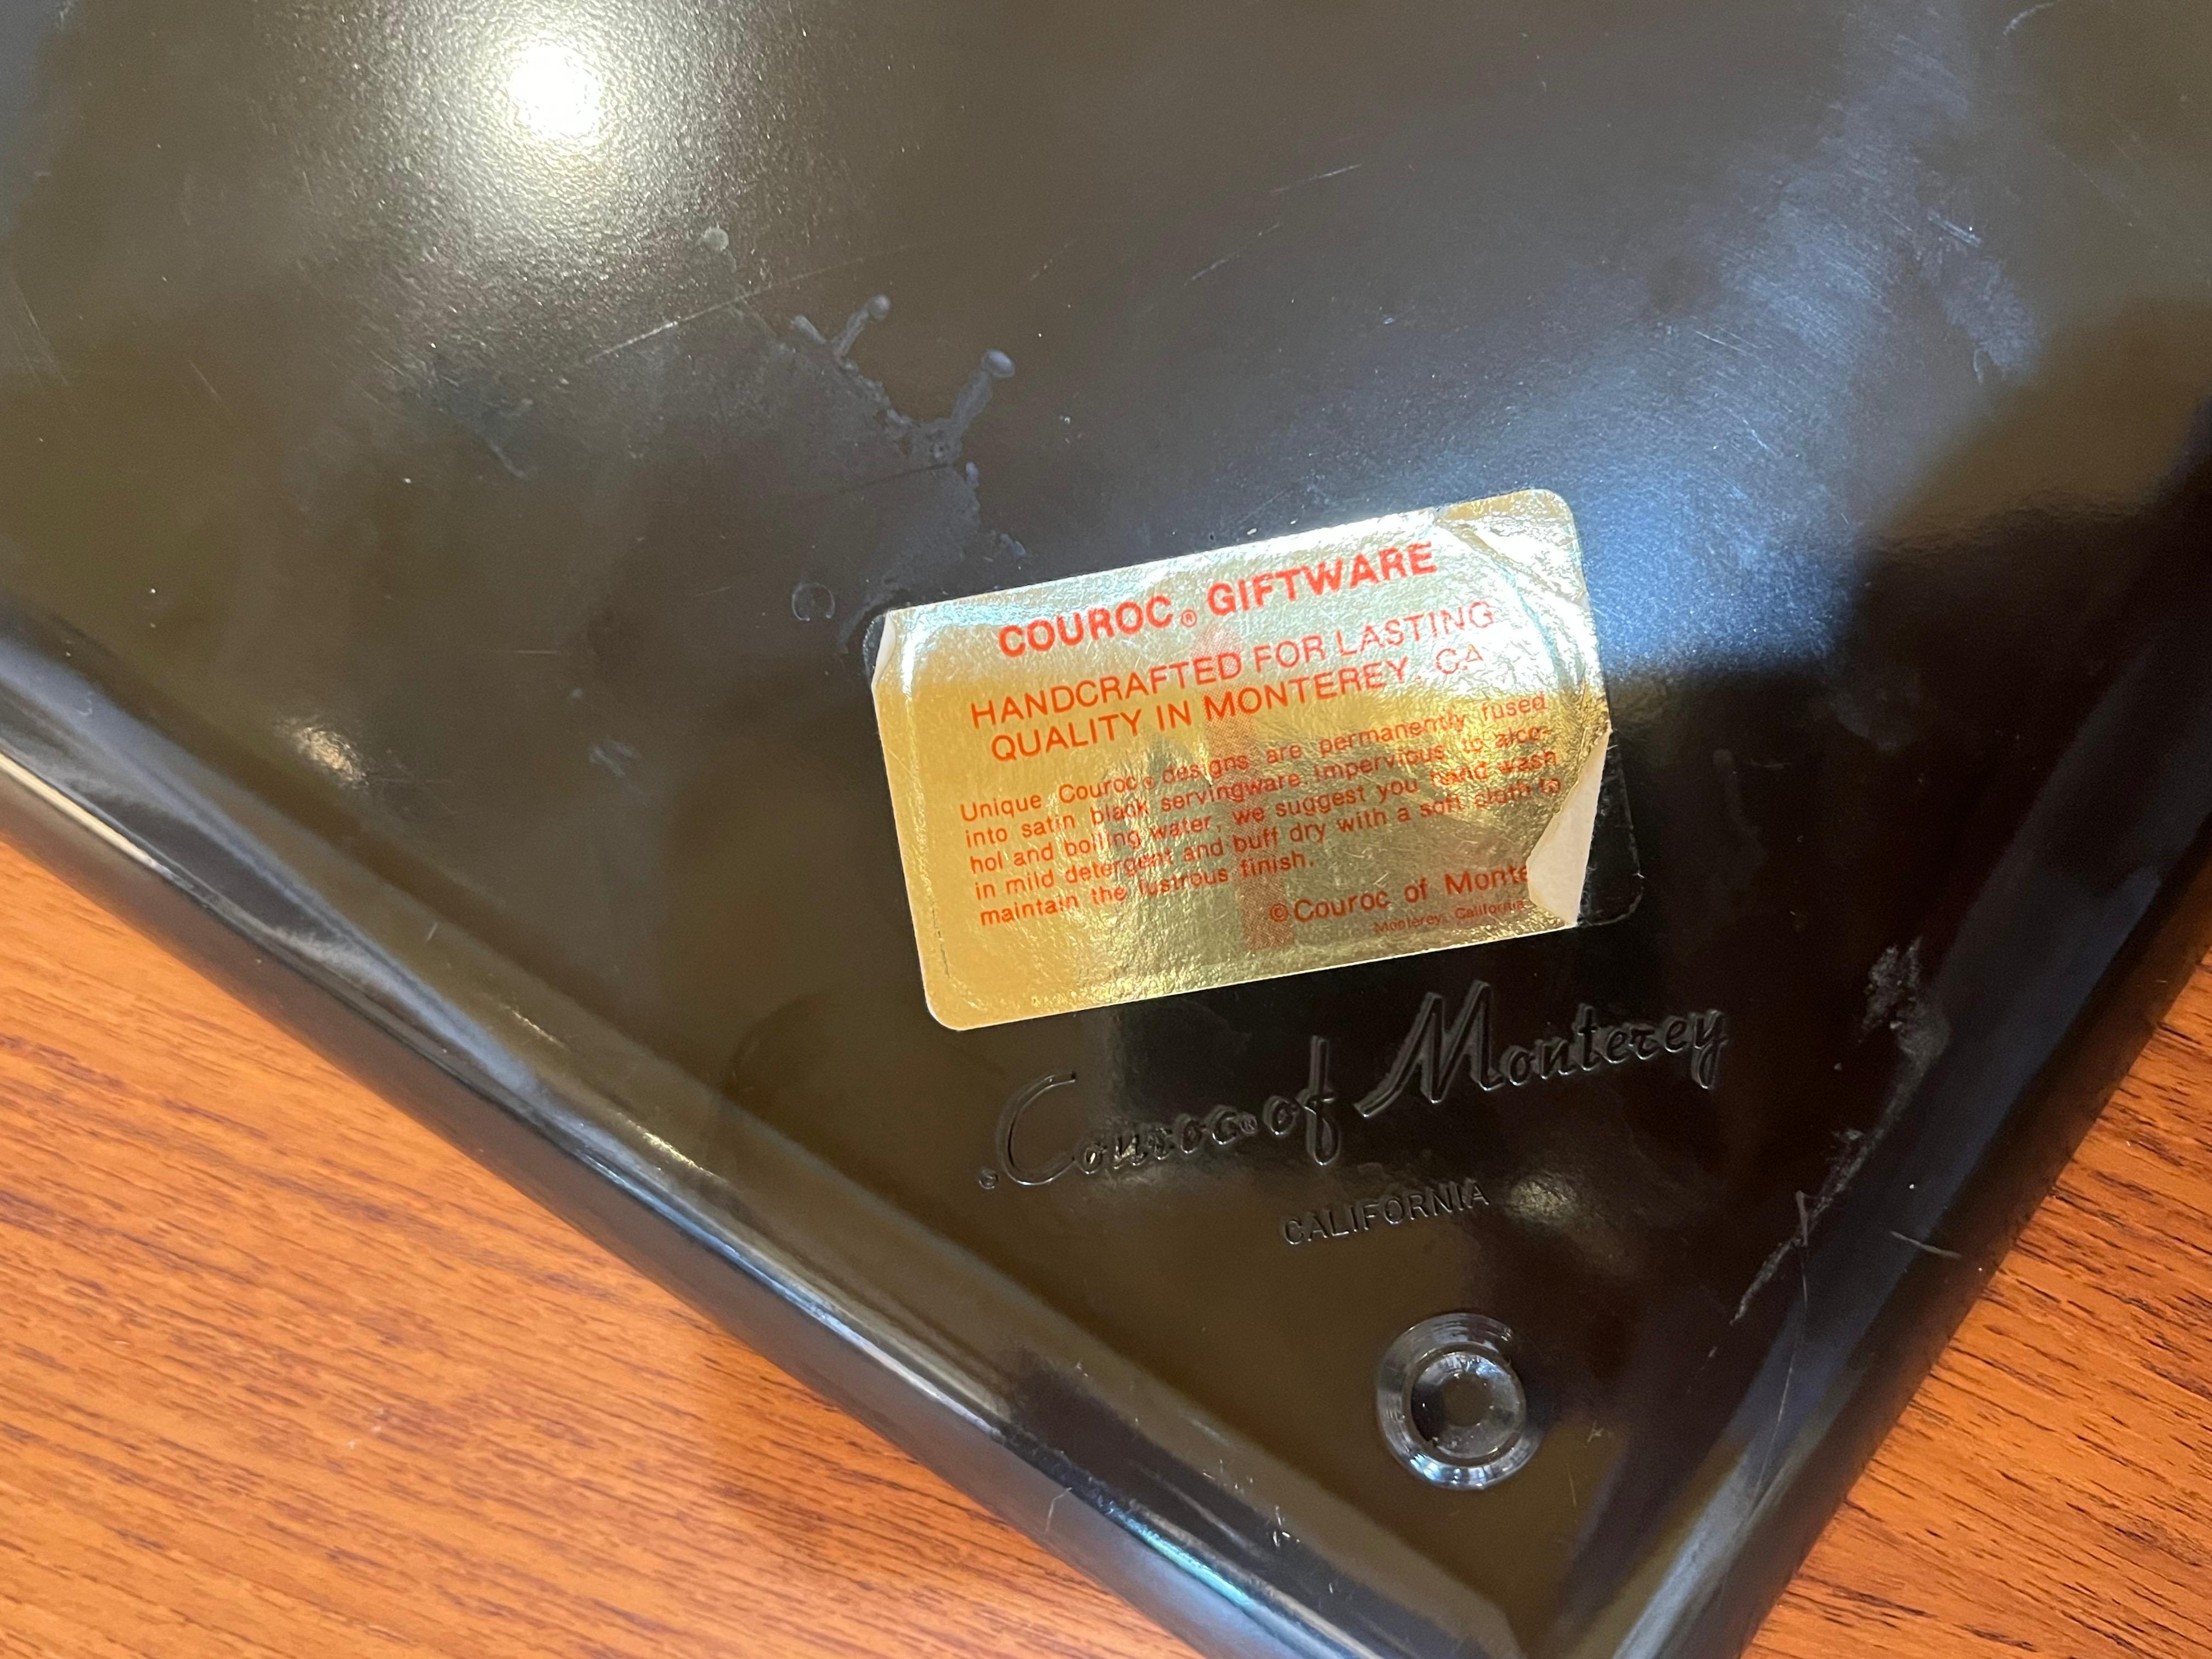 COUROC® GIFTWARE
HANDCRAFTED FOR LASTING
QUALITY IN MONTEREY, CA
Unique Couroc® designs are permanently fused
into satin black servingware impervious to alco-
hol and boiling water; we suggest you hand wash
in mild detergent and buff dry with a soft cloth to
maintain the lustrous finish.
©Couroc of Monte
Monterey, California
Couroc® of Monterey
CALIFORNIA